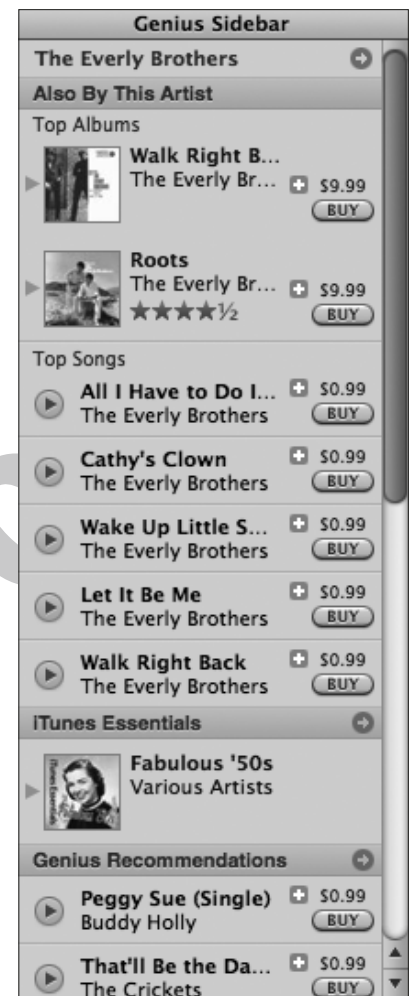 Genius Sidebar
The Everly Brothers
Also By This Artist
Top Albums
Walk Right B...
The Everly Br... $9.99
BUY
Roots
The Everly Br... $9.99
★★★★½ BUY
Top Songs
All I Have to Do I... $0.99
The Everly Brothers BUY
Cathy's Clown $0.99
The Everly Brothers BUY
Wake Up Little S... $0.99
The Everly Brothers BUY
Let It Be Me $0.99
The Everly Brothers BUY
Walk Right Back $0.99
The Everly Brothers BUY
iTunes Essentials
Fabulous '50s
Various Artists
iTunes Essentials
Genius Recommendations
Peggy Sue (Single) $0.99
Buddy Holly BUY
That'll Be the Da... $0.99
The Crickets BUY